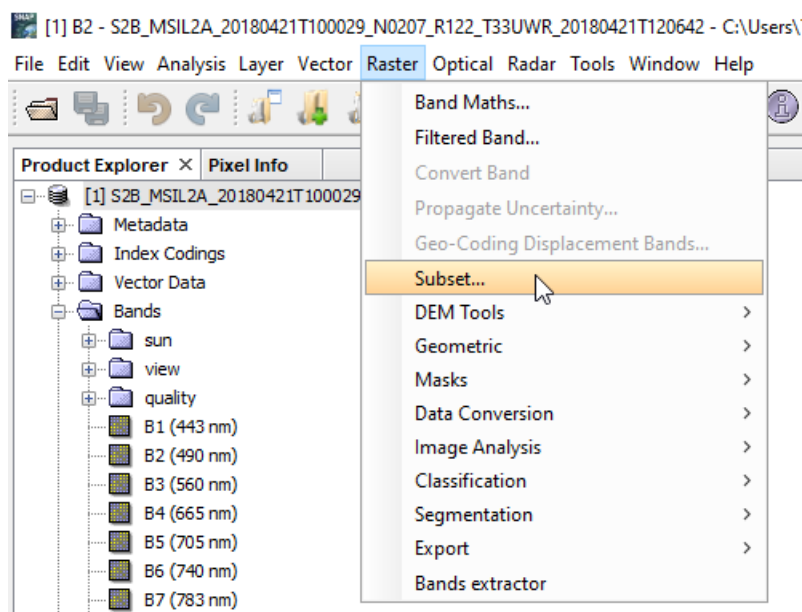 [1] B2 - S2B_MSIL2A_20180421T100029_N0207_R122_T33UWR_20180421T120642 - C:\Users\
File Edit View Analysis Layer Vector Raster Optical Radar Tools Window Help
Product Explorer × Pixel Info
[1] S2B_MSIL2A_20180421T100029
Metadata
Index Codings
Vector Data
Bands
sun
view
quality
B1 (443 nm)
B2 (490 nm)
B3 (560 nm)
B4 (665 nm)
B5 (705 nm)
B6 (740 nm)
B7 (783 nm)
Band Maths...
Filtered Band...
Convert Band
Propagate Uncertainty...
Geo-Coding Displacement Bands...
Subset...
DEM Tools
Geometric
Masks
Data Conversion
Image Analysis
Classification
Segmentation
Export
Bands extractor